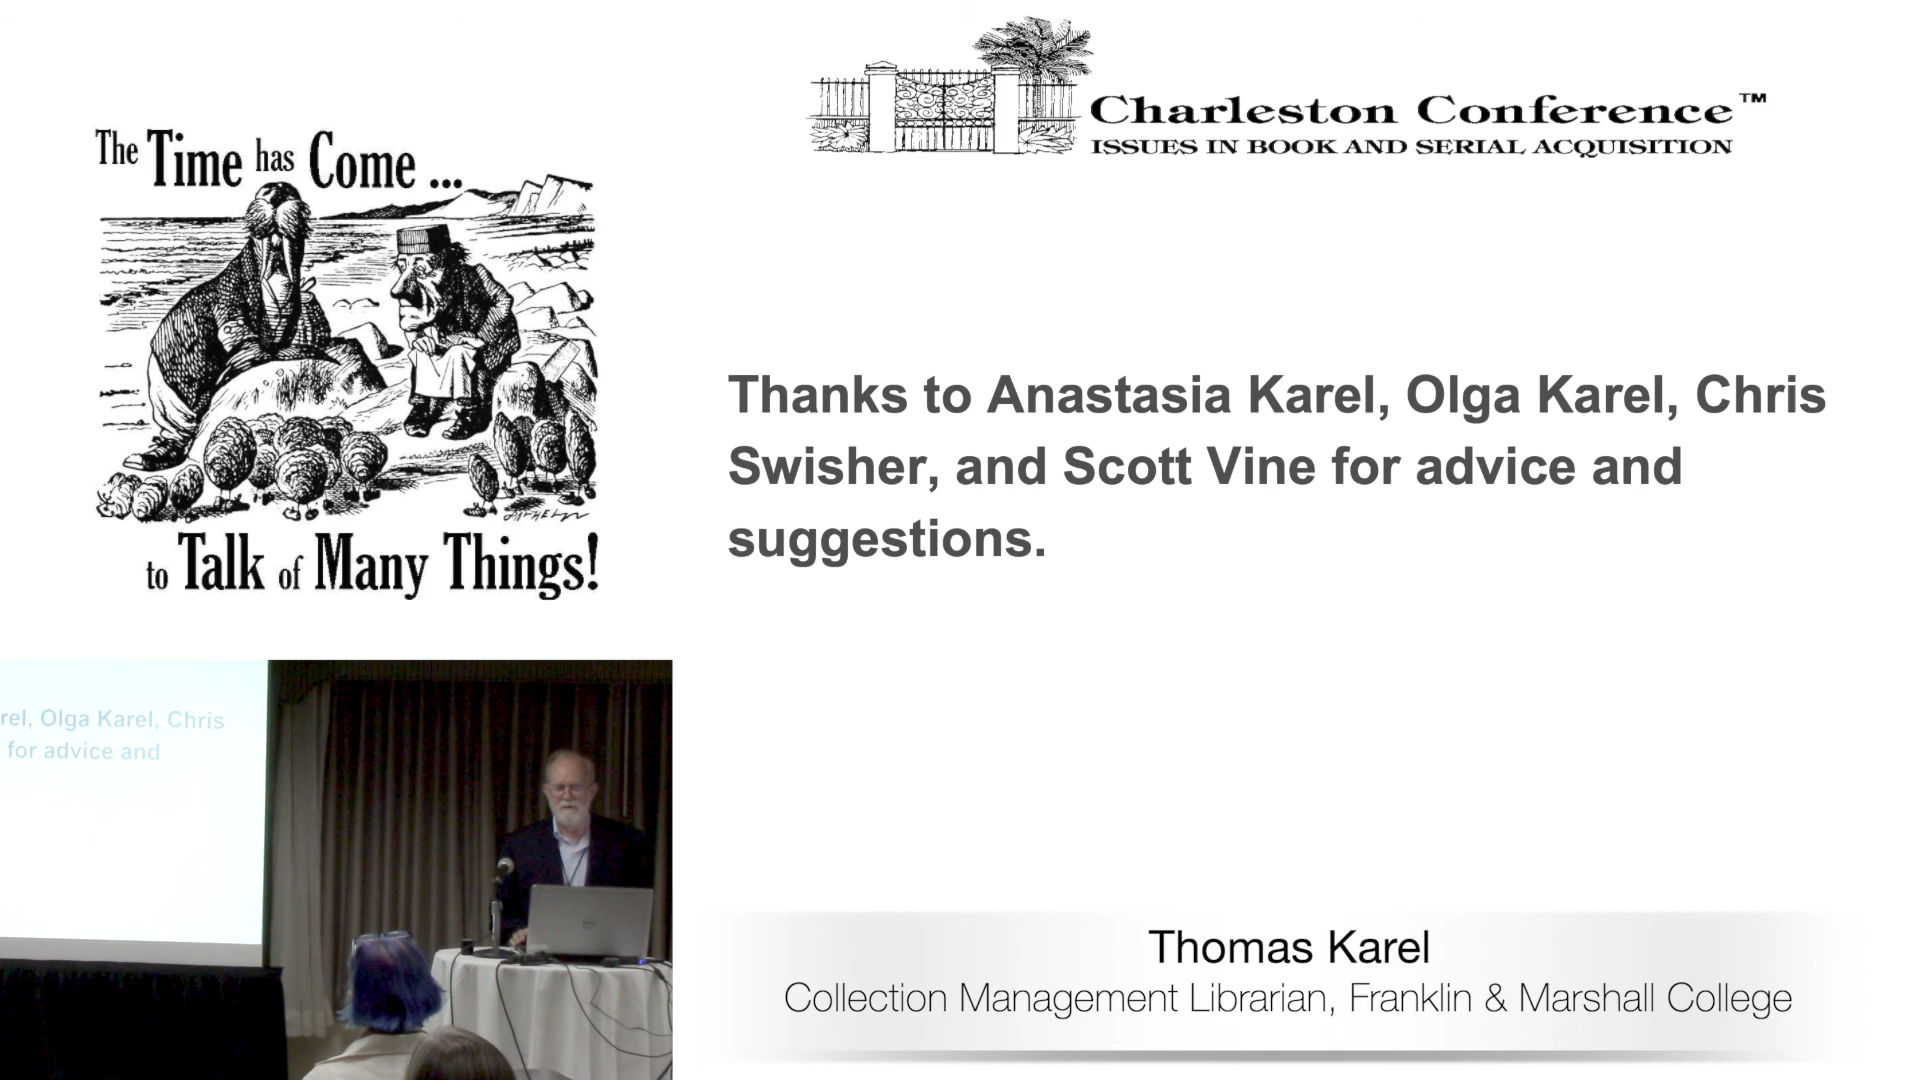 The Time has Come ...
to Talk of Many Things!
Charleston Conference™
ISSUES IN BOOK AND SERIAL ACQUISITION
Thanks to Anastasia Karel, Olga Karel, Chris
Swisher, and Scott Vine for advice and
suggestions.
rel, Olga Karel, Chris
for advice and
Thomas Karel
Collection Management Librarian, Franklin & Marshall College